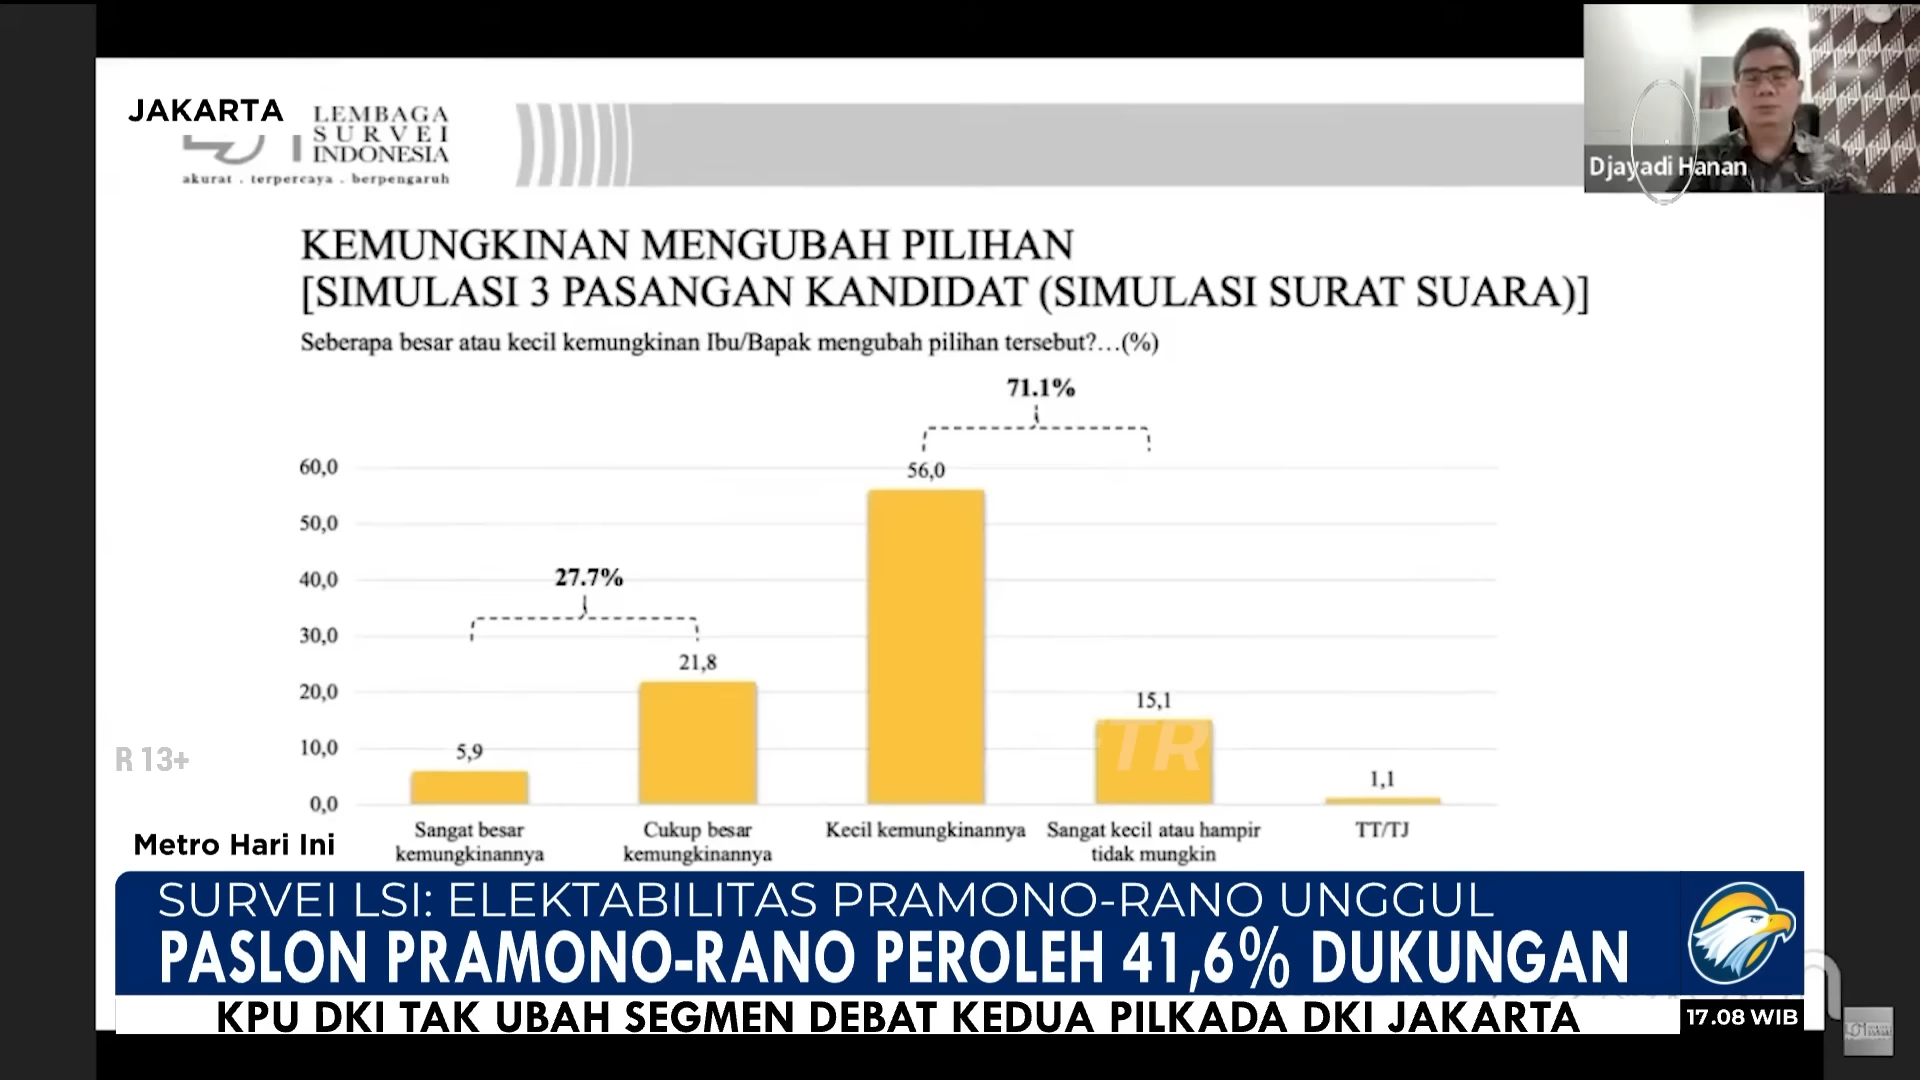 JAKARTA
LEMBAGA
SURVEI
INDONESIA
akurat . terpercaya . berpengaruh
Djayadi Hanan
KEMUNGKINAN MENGUBAH PILIHAN
[SIMULASI 3 PASANGAN KANDIDAT (SIMULASI SURAT SUARA)]
Seberapa besar atau kecil kemungkinan Ibu/Bapak mengubah pilihan tersebut?…(%)
71.1%
60,0
56,0
50,0
40,0
27.7%
30,0
21,8
20,0
15,1
10,0
5,9
1,1
0,0
R 13+
Sangat besar
kemungkinannya
Cukup besar
kemungkinannya
Kecil kemungkinannya
Sangat kecil atau hampir
tidak mungkin
TT/TJ
Metro Hari Ini
SURVEI LSI: ELEKTABILITAS PRAMONO-RANO UNGGUL
PASLON PRAMONO-RANO PEROLEH 41,6% DUKUNGAN
KPU DKI TAK UBAH SEGMEN DEBAT KEDUA PILKADA DKI JAKARTA
17.08 WIB